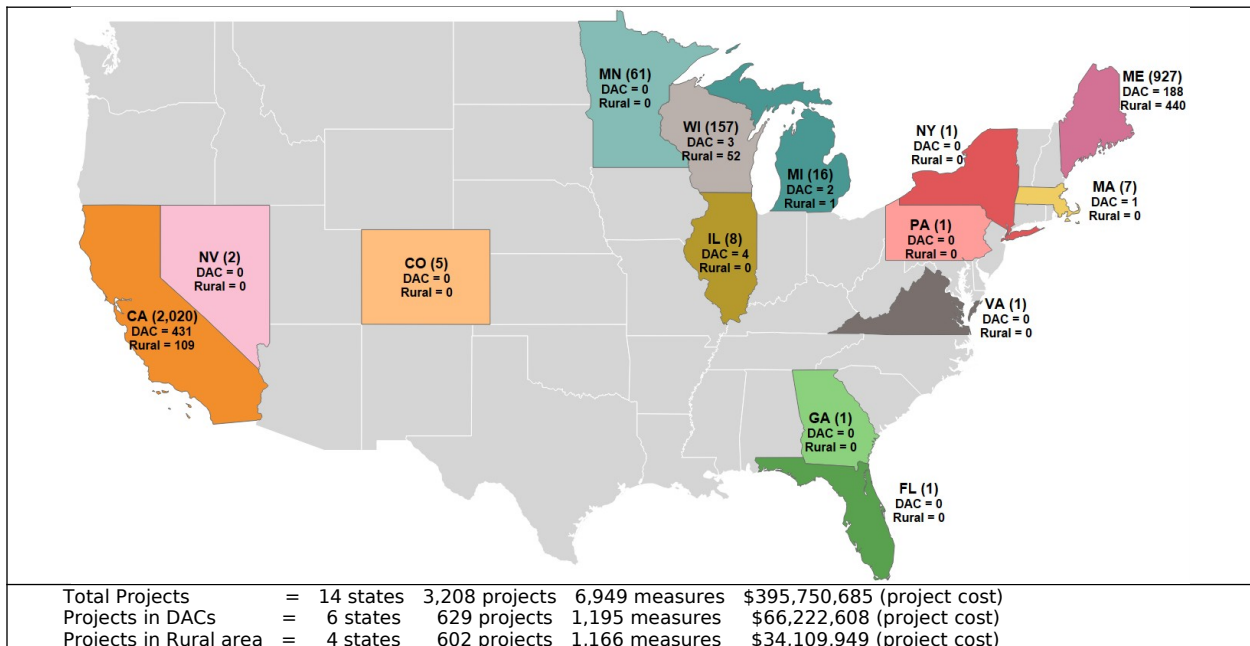 MN (61)
DAC = 0
Rural = 0
ME (927)
DAC = 188
Rural = 440
WI (157)
DAC = 3
Rural = 52
NY (1)
DAC = 0
Rural = 0
MI (16)
DAC = 2
Rural = 1
MA (7)
DAC = 1
Rural = 0
PA (1)
DAC = 0
Rural = 0
IL (8)
DAC = 4
Rural = 0
NV (2)
DAC = 0
Rural = 0
CO (5)
DAC = 0
Rural = 0
CA (2,020)
DAC = 431
Rural = 109
VA (1)
DAC = 0
Rural = 0
GA (1)
DAC = 0
Rural = 0
FL (1)
DAC = 0
Rural = 0
Total Projects = 14 states 3,208 projects 6,949 measures $395,750,685 (project cost)
Projects in DACs = 6 states 629 projects 1,195 measures $66,222,608 (project cost)
Projects in Rural area = 4 states 602 projects 1,166 measures $34,109,949 (project cost)